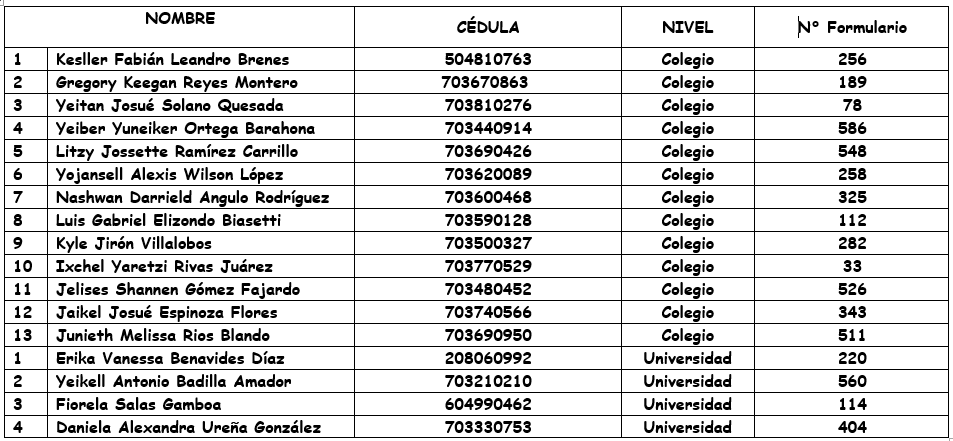 NOMBRE CÉDULA NIVEL N° Formulario
1 Kesller Fabián Leandro Brenes 504810763 Colegio 256
2 Gregory Keegan Reyes Montero 703670863 Colegio 189
3 Yeitan Josué Solano Quesada 703810276 Colegio 78
4 Yeiber Yuneiker Ortega Barahona 703440914 Colegio 586
5 Litzy Jossette Ramírez Carrillo 703690426 Colegio 548
6 Yojansell Alexis Wilson López 703620089 Colegio 258
7 Nashwan Darrield Angulo Rodríguez 703600468 Colegio 325
8 Luis Gabriel Elizondo Biasetti 703590128 Colegio 112
9 Kyle Jirón Villalobos 703500327 Colegio 282
10 Ixchel Yaretzi Rivas Juárez 703770529 Colegio 33
11 Jelises Shannen Gómez Fajardo 703480452 Colegio 526
12 Jaikel Josué Espinoza Flores 703740566 Colegio 343
13 Junieth Melissa Rios Blando 703690950 Colegio 511
1 Erika Vanessa Benavides Díaz 208060992 Universidad 220
2 Yeikell Antonio Badilla Amador 703210210 Universidad 560
3 Fiorela Salas Gamboa 604990462 Universidad 114
4 Daniela Alexandra Ureña González 703330753 Universidad 404